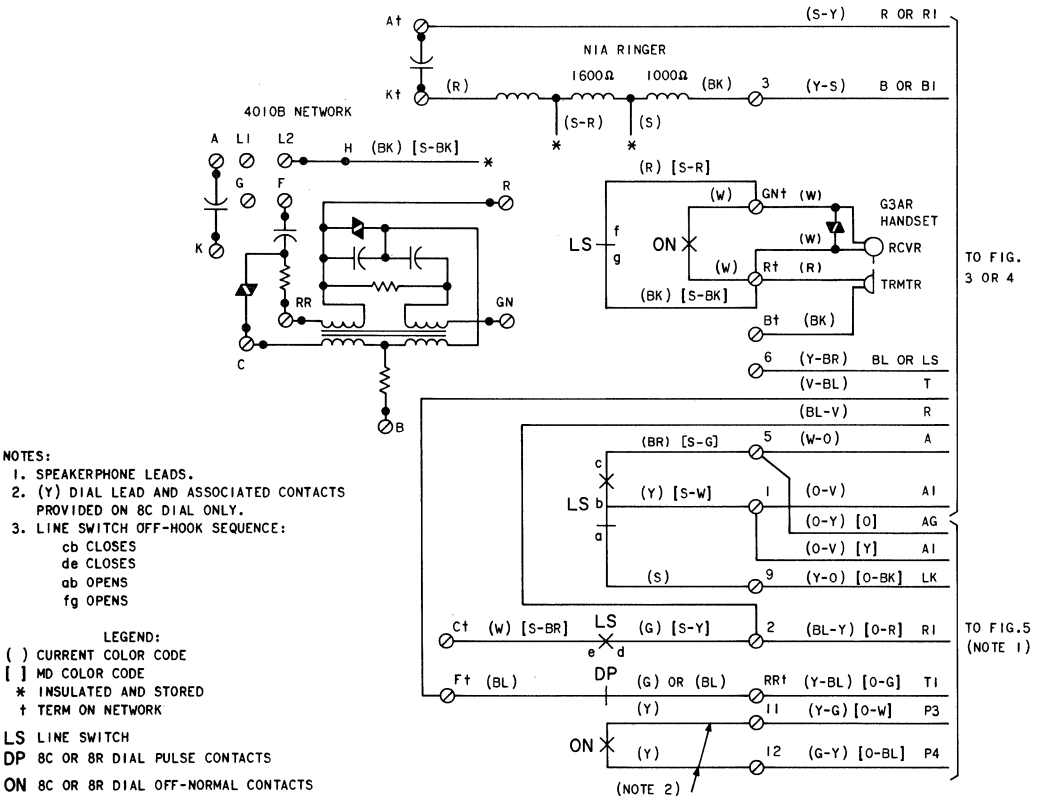 A† (S-Y) R OR R1
N1A RINGER
1600Ω 1000Ω
K† (R) (BK) 3 (Y-S) B OR B1
(S-R) (S)
* *
4010B NETWORK
A L1 L2
H (BK) [S-BK] *
G F R
K
RR GN
C
B
(R) [S-R]
(W) GN† (W) G3AR
HANDSET
LS f ON (W) RCVR
g
(W) R† (R) TRMTR
(BK) [S-BK]
B† (BK)
TO FIG.
3 OR 4
6 (Y-BR) BL OR LS
(V-BL) T
(BL-V) R
(BR) [S-G] 5 (W-O) A
c
LS b (Y) [S-W] 1 (O-V) A1
a (O-Y) [O] AG
(O-V) [Y] A1
(S) 9 (Y-O) [O-BK] LK
C† (W) [S-BR] LS (G) [S-Y] 2 (BL-Y) [O-R] R1
e d
TO FIG.5
(NOTE 1)
F† (BL) DP (G) OR (BL) RR† (Y-BL) [O-G] T1
(Y) 11 (Y-G) [O-W] P3
ON
(Y) 12 (G-Y) [O-BL] P4
(NOTE 2)
NOTES:
1. SPEAKERPHONE LEADS.
2. (Y) DIAL LEAD AND ASSOCIATED CONTACTS
PROVIDED ON 8C DIAL ONLY.
3. LINE SWITCH OFF-HOOK SEQUENCE:
cb CLOSES
de CLOSES
ab OPENS
fg OPENS
LEGEND:
( ) CURRENT COLOR CODE
[ ] MD COLOR CODE
* INSULATED AND STORED
† TERM ON NETWORK
LS LINE SWITCH
DP 8C OR 8R DIAL PULSE CONTACTS
ON 8C OR 8R DIAL OFF-NORMAL CONTACTS